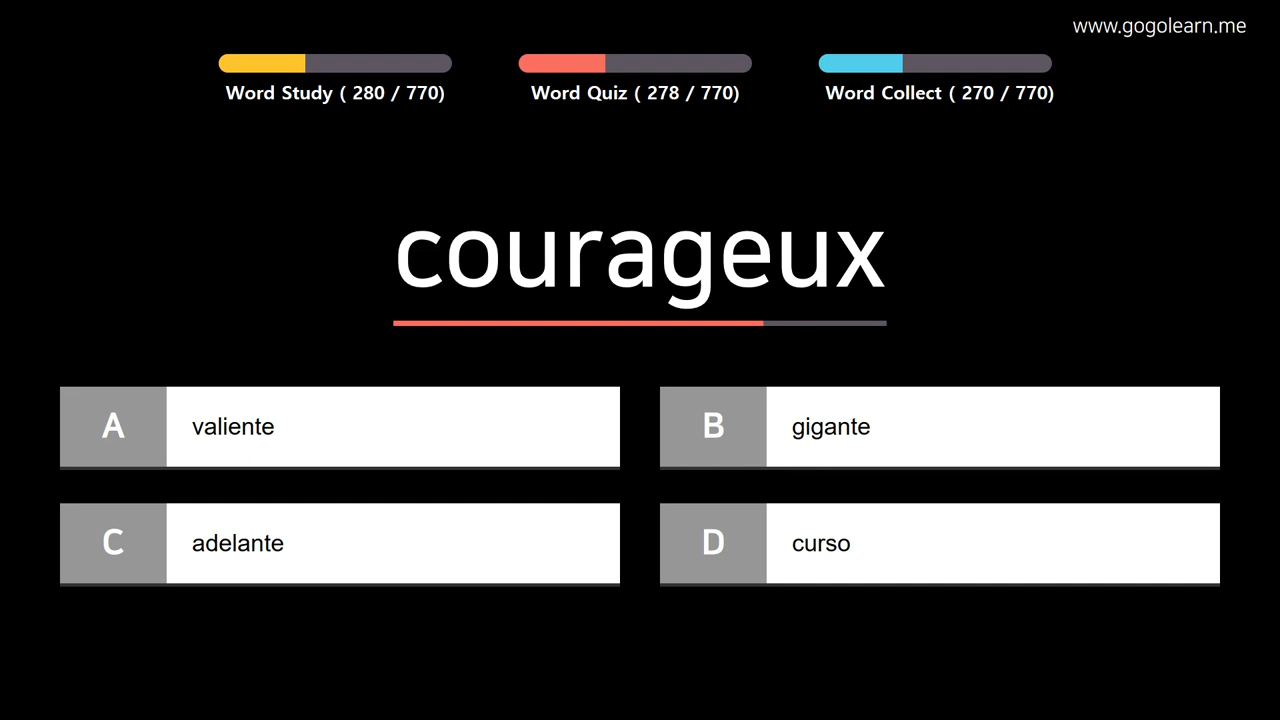 www.gogolearn.me
Word Study ( 280 / 770)
Word Quiz ( 278 / 770)
Word Collect ( 270 / 770)
courageux
A valiente
B gigante
C adelante
D curso